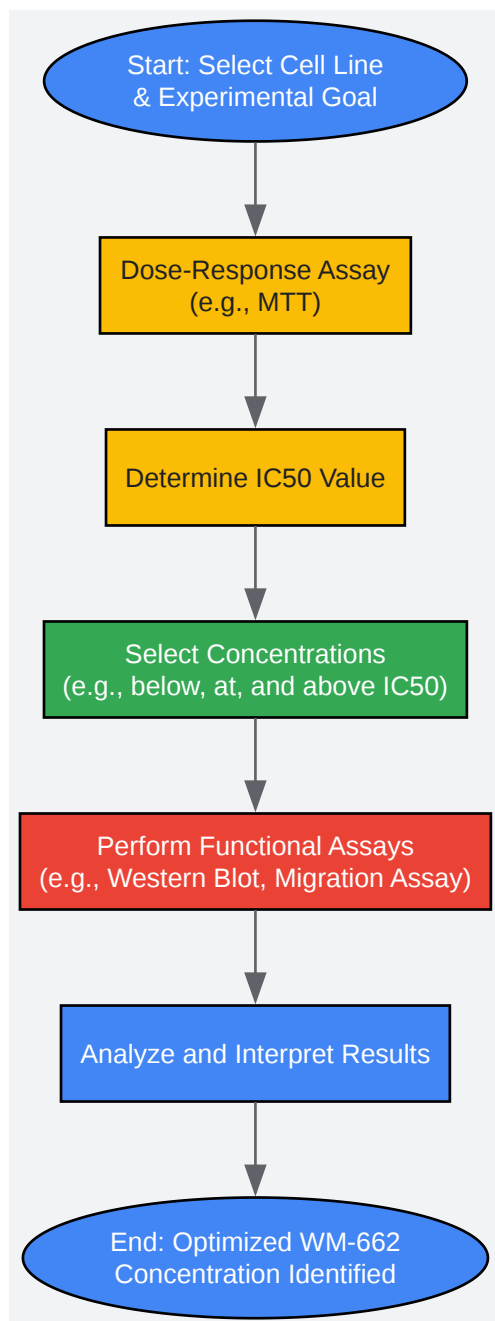 Start: Select Cell Line
& Experimental Goal
Dose-Response Assay
(e.g., MTT)
Determine IC50 Value
Select Concentrations
(e.g., below, at, and above IC50)
Perform Functional Assays
(e.g., Western Blot, Migration Assay)
Analyze and Interpret Results
End: Optimized WM-662
Concentration Identified